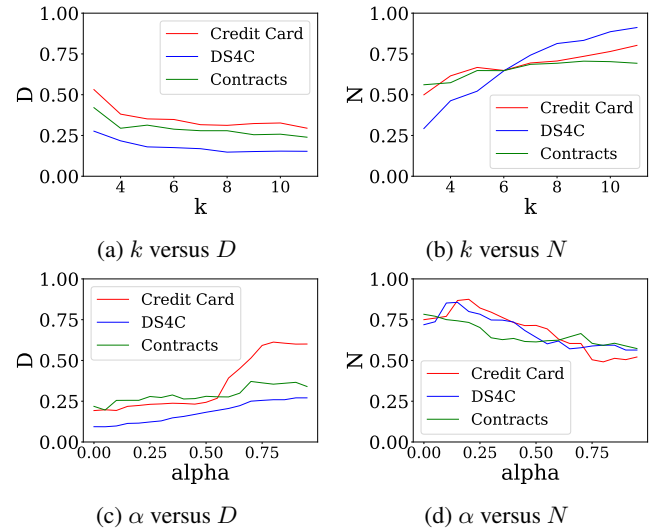 1.00
0.75
0.50
0.25
0.00
D
4 6 8 10
k
Credit Card
DS4C
Contracts
(a) k versus D
1.00
0.75
0.50
0.25
0.00
N
4 6 8 10
k
Credit Card
DS4C
Contracts
(b) k versus N
1.00
0.75
0.50
0.25
0.00
D
0.00 0.25 0.50 0.75
alpha
Credit Card
DS4C
Contracts
(c) α versus D
1.00
0.75
0.50
0.25
0.00
N
0.00 0.25 0.50 0.75
alpha
Credit Card
DS4C
Contracts
(d) α versus N